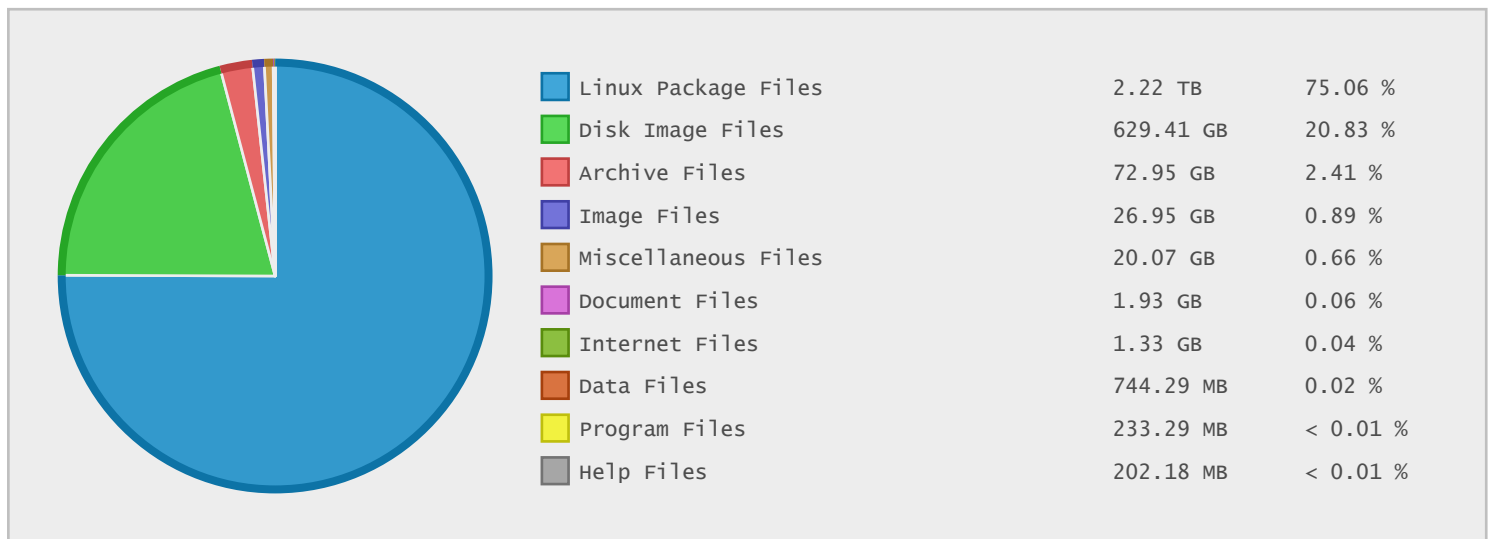 Linux Package Files 2.22 TB 75.06 %
Disk Image Files 629.41 GB 20.83 %
Archive Files 72.95 GB 2.41 %
Image Files 26.95 GB 0.89 %
Miscellaneous Files 20.07 GB 0.66 %
Document Files 1.93 GB 0.06 %
Internet Files 1.33 GB 0.04 %
Data Files 744.29 MB 0.02 %
Program Files 233.29 MB < 0.01 %
Help Files 202.18 MB < 0.01 %